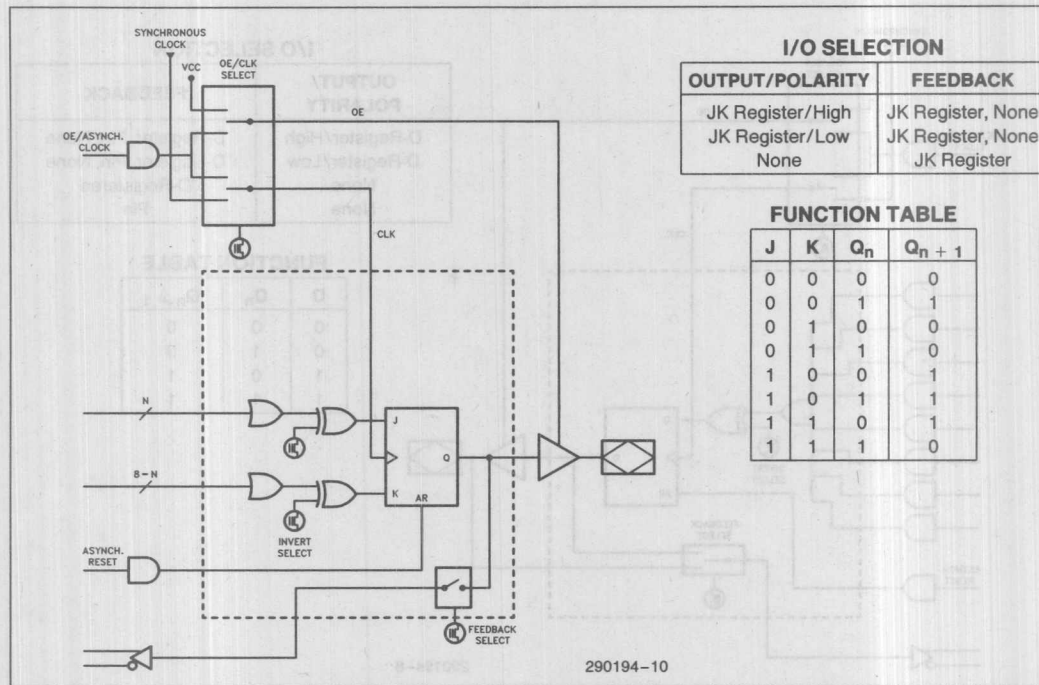 SYNCHRONOUS
CLOCK
VCC
OE/CLK
SELECT
OE
OE/ASYNCH.
CLOCK
CLK
N
8-N
INVERT
SELECT
J
K
Q
AR
ASYNCH.
RESET
FEEDBACK
SELECT
I/O SELECTION
OUTPUT/POLARITY FEEDBACK
JK Register/High JK Register, None
JK Register/Low JK Register, None
None JK Register
FUNCTION TABLE
J K Qn Qn + 1
0 0 0 0
0 0 1 1
0 1 0 0
0 1 1 0
1 0 0 1
1 0 1 1
1 1 0 1
1 1 1 0
290194-10